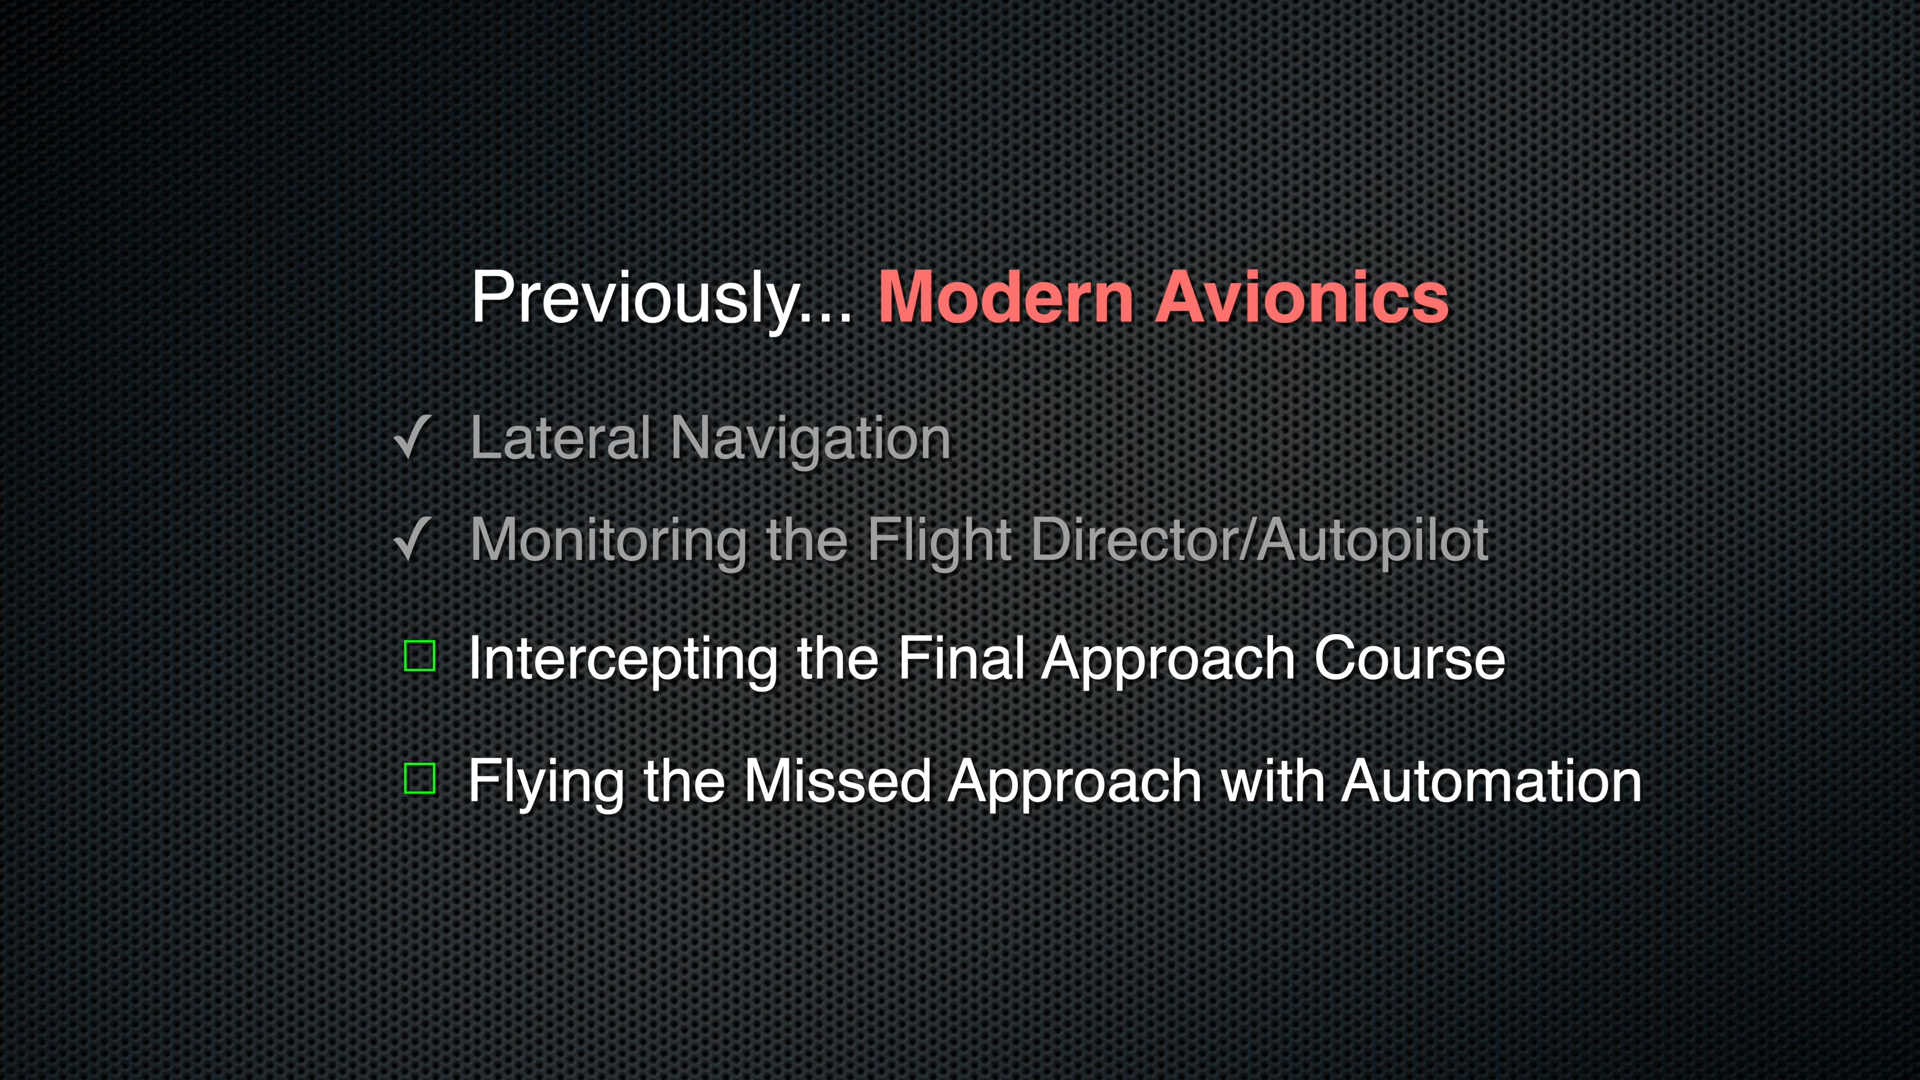 Previously... Modern Avionics
✓ Lateral Navigation
✓ Monitoring the Flight Director/Autopilot
□ Intercepting the Final Approach Course
□ Flying the Missed Approach with Automation